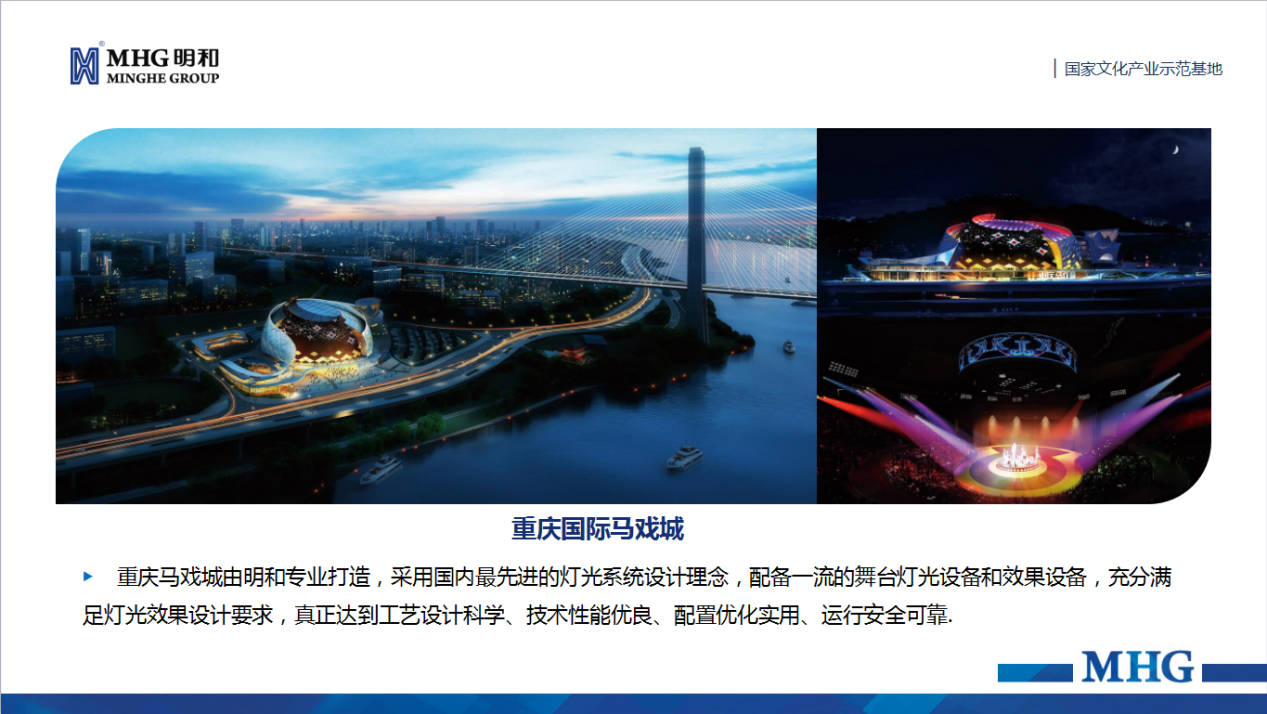 MHG明和
MINGHE GROUP
国家文化产业示范基地
重庆国际马戏城
重庆马戏城由明和专业打造，采用国内最先进的灯光系统设计理念，配备一流的舞台灯光设备和效果设备，充分满
足灯光效果设计要求，真正达到工艺设计科学、技术性能优良、配置优化实用、运行安全可靠.
MHG